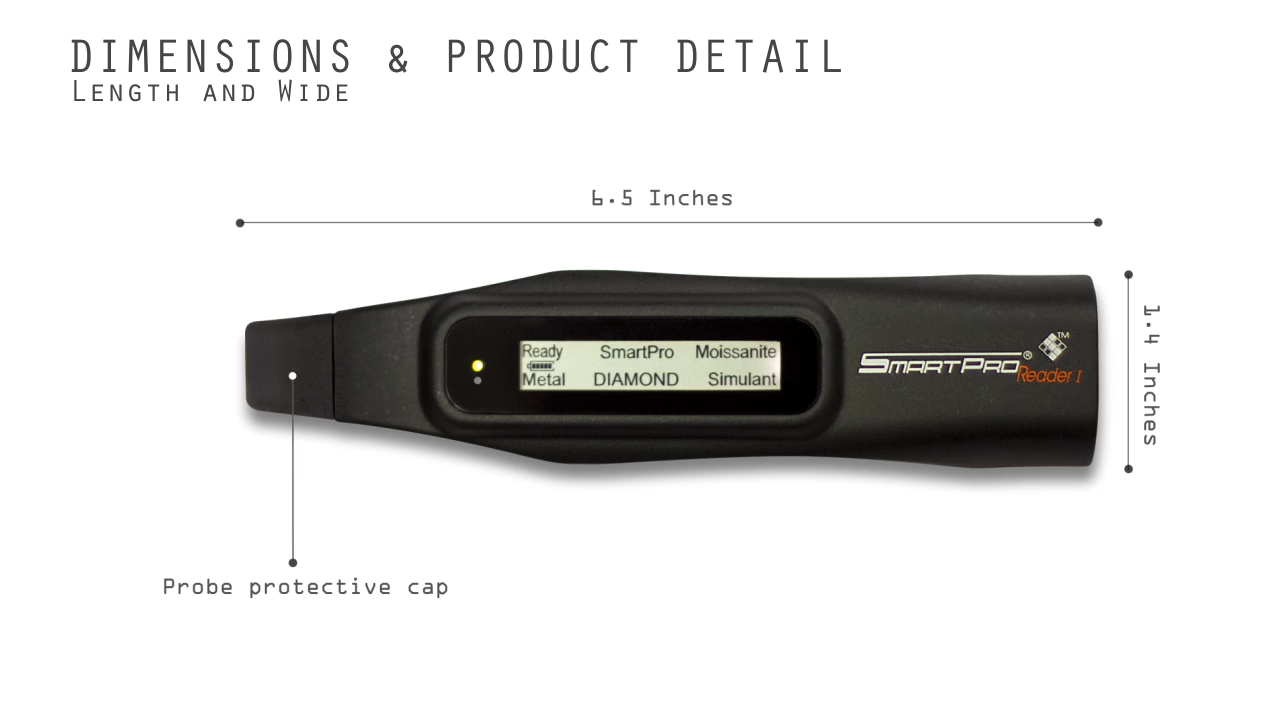 DIMENSIONS & PRODUCT DETAIL
LENGTH AND WIDE
6.5 Inches
1.4 Inches
Ready SmartPro Moissanite
Metal DIAMOND Simulant
SMARTPRO® TM
Reader I
Probe protective cap